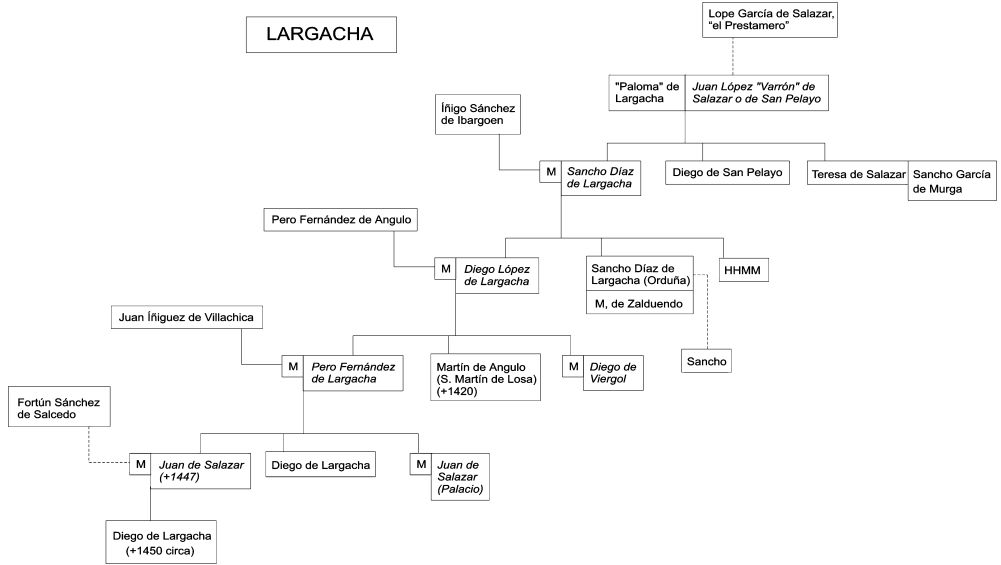 LARGACHA
Lope García de Salazar,
“el Prestamero”
"Paloma" de
Largacha
Juan López "Varrón" de
Salazar o de San Pelayo
Íñigo Sánchez
de Ibargoen
M
Sancho Díaz
de Largacha
Diego de San Pelayo
Teresa de Salazar
Sancho García
de Murga
Pero Fernández de Angulo
M
Diego López
de Largacha
Sancho Díaz de
Largacha (Orduña)
M, de Zalduendo
HHMM
Sancho
Juan Íñiguez de Villachica
M
Pero Fernández
de Largacha
Martín de Angulo
(S. Martín de Losa)
(+1420)
M
Diego de
Viergol
Fortún Sánchez
de Salcedo
M
Juan de Salazar
(+1447)
Diego de Largacha
M
Juan de
Salazar
(Palacio)
Diego de Largacha
(+1450 circa)